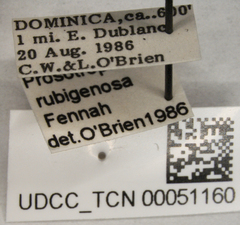 DOMINICA,ca..600'
1 mi. E. Dublanc
20 Aug. 1986
C.W.&L.O'Brien
rubigenosa
Fennah
det.O'Brien1986
UDCC_TCN 00051160